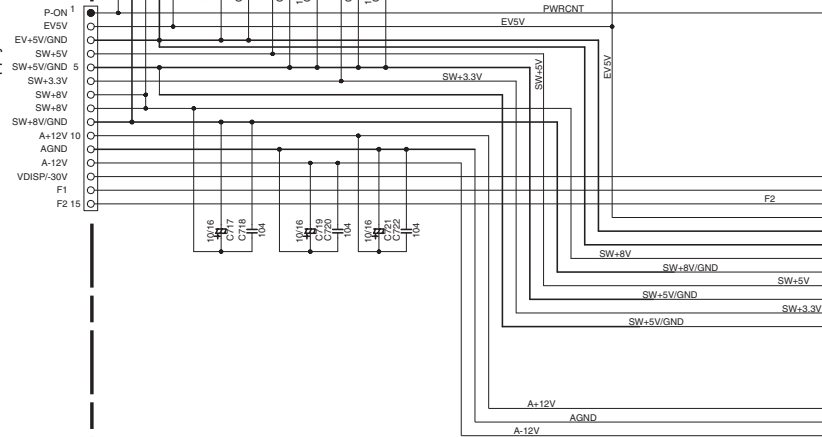 P-ON 1
EV5V
EV+5V/GND
SW+5V
SW+5V/GND 5
SW+3.3V
SW+8V
SW+8V
SW+8V/GND
A+12V 10
AGND
A-12V
VDISP/-30V
F1
F2 15
PWRCNT
EV5V
SW+3.3V
SW+5V
EV5V
F2
10/16
C717
C718
104
10/16
C719
C720
104
10/16
C721
C722
104
SW+8V
SW+8V/GND
SW+5V
SW+5V/GND
SW+3.3V
SW+5V/GND
A+12V
AGND
A-12V